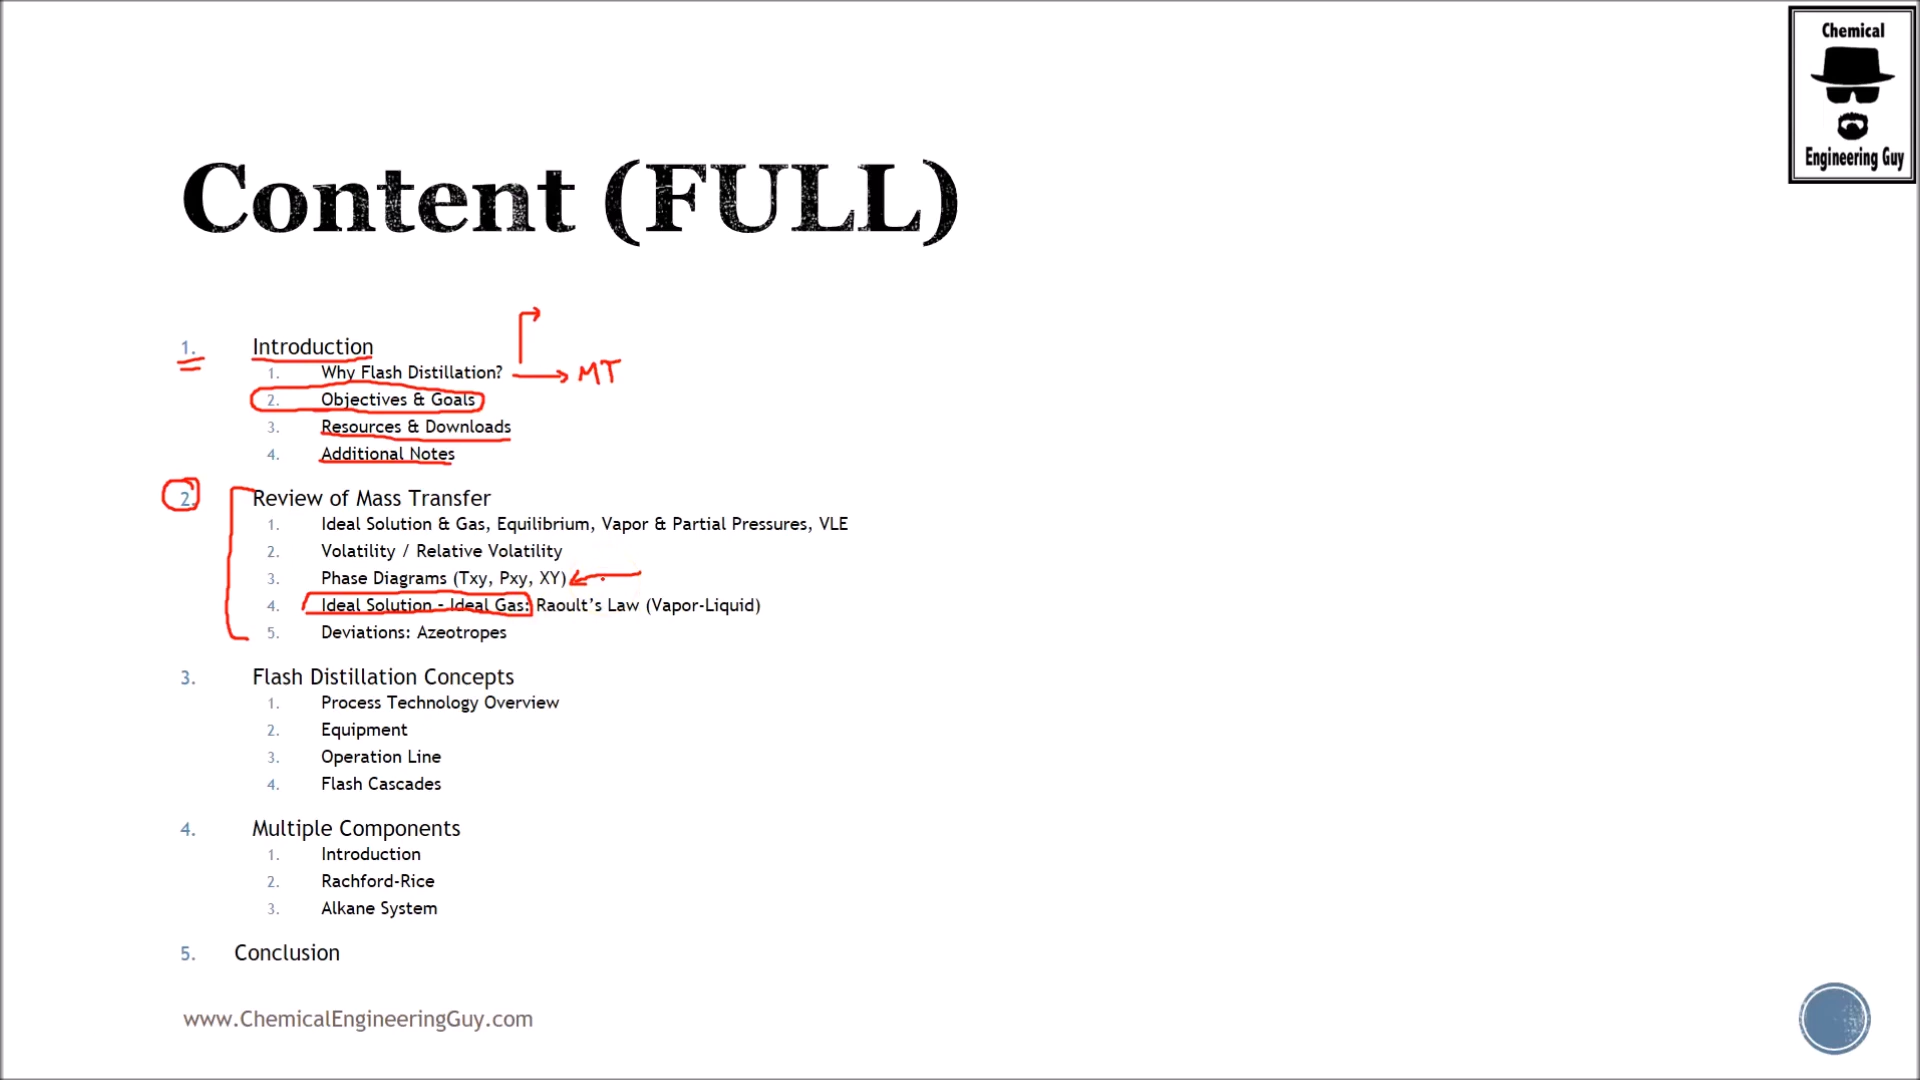 Chemical
Engineering Guy
Content (FULL)
1. Introduction
1. Why Flash Distillation? MT
2. Objectives & Goals
3. Resources & Downloads
4. Additional Notes
2. Review of Mass Transfer
1. Ideal Solution & Gas, Equilibrium, Vapor & Partial Pressures, VLE
2. Volatility / Relative Volatility
3. Phase Diagrams (Txy, Pxy, XY)
4. Ideal Solution - Ideal Gas: Raoult's Law (Vapor-Liquid)
5. Deviations: Azeotropes
3. Flash Distillation Concepts
1. Process Technology Overview
2. Equipment
3. Operation Line
4. Flash Cascades
4. Multiple Components
1. Introduction
2. Rachford-Rice
3. Alkane System
5. Conclusion
www.ChemicalEngineeringGuy.com